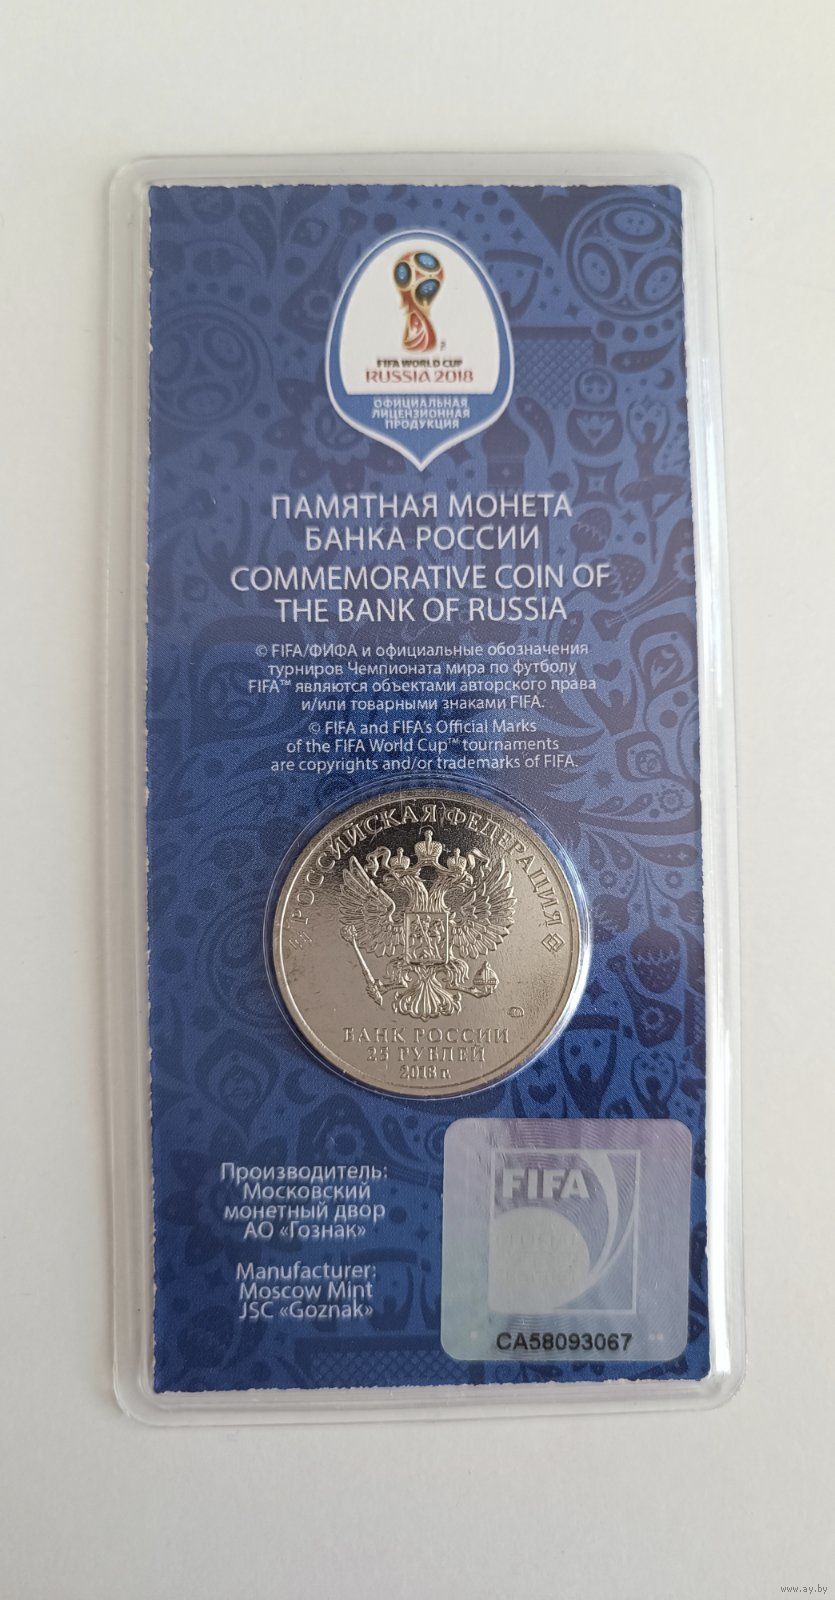 FIFA WORLD CUP
RUSSIA 2018
ОФИЦИАЛЬНАЯ
ЛИЦЕНЗИОННАЯ
ПРОДУКЦИЯ
ПАМЯТНАЯ МОНЕТА
БАНКА РОССИИ
COMMEMORATIVE COIN OF
THE BANK OF RUSSIA
© FIFA/ФИФА и официальные обозначения
турниров Чемпионата мира по футболу
FIFA™ являются объектами авторского права
и/или товарными знаками FIFA.
© FIFA and FIFA's Official Marks
of the FIFA World Cup™ tournaments
are copyrights and/or trademarks of FIFA.
РОССИЙСКАЯ ФЕДЕРАЦИЯ
БАНК РОССИИ
25 РУБЛЕЙ
2018 г.
Производитель:
Московский
монетный двор
АО «Гознак»
Manufacturer:
Moscow Mint
JSC «Goznak»
FIFA
CA58093067
www.ay.by